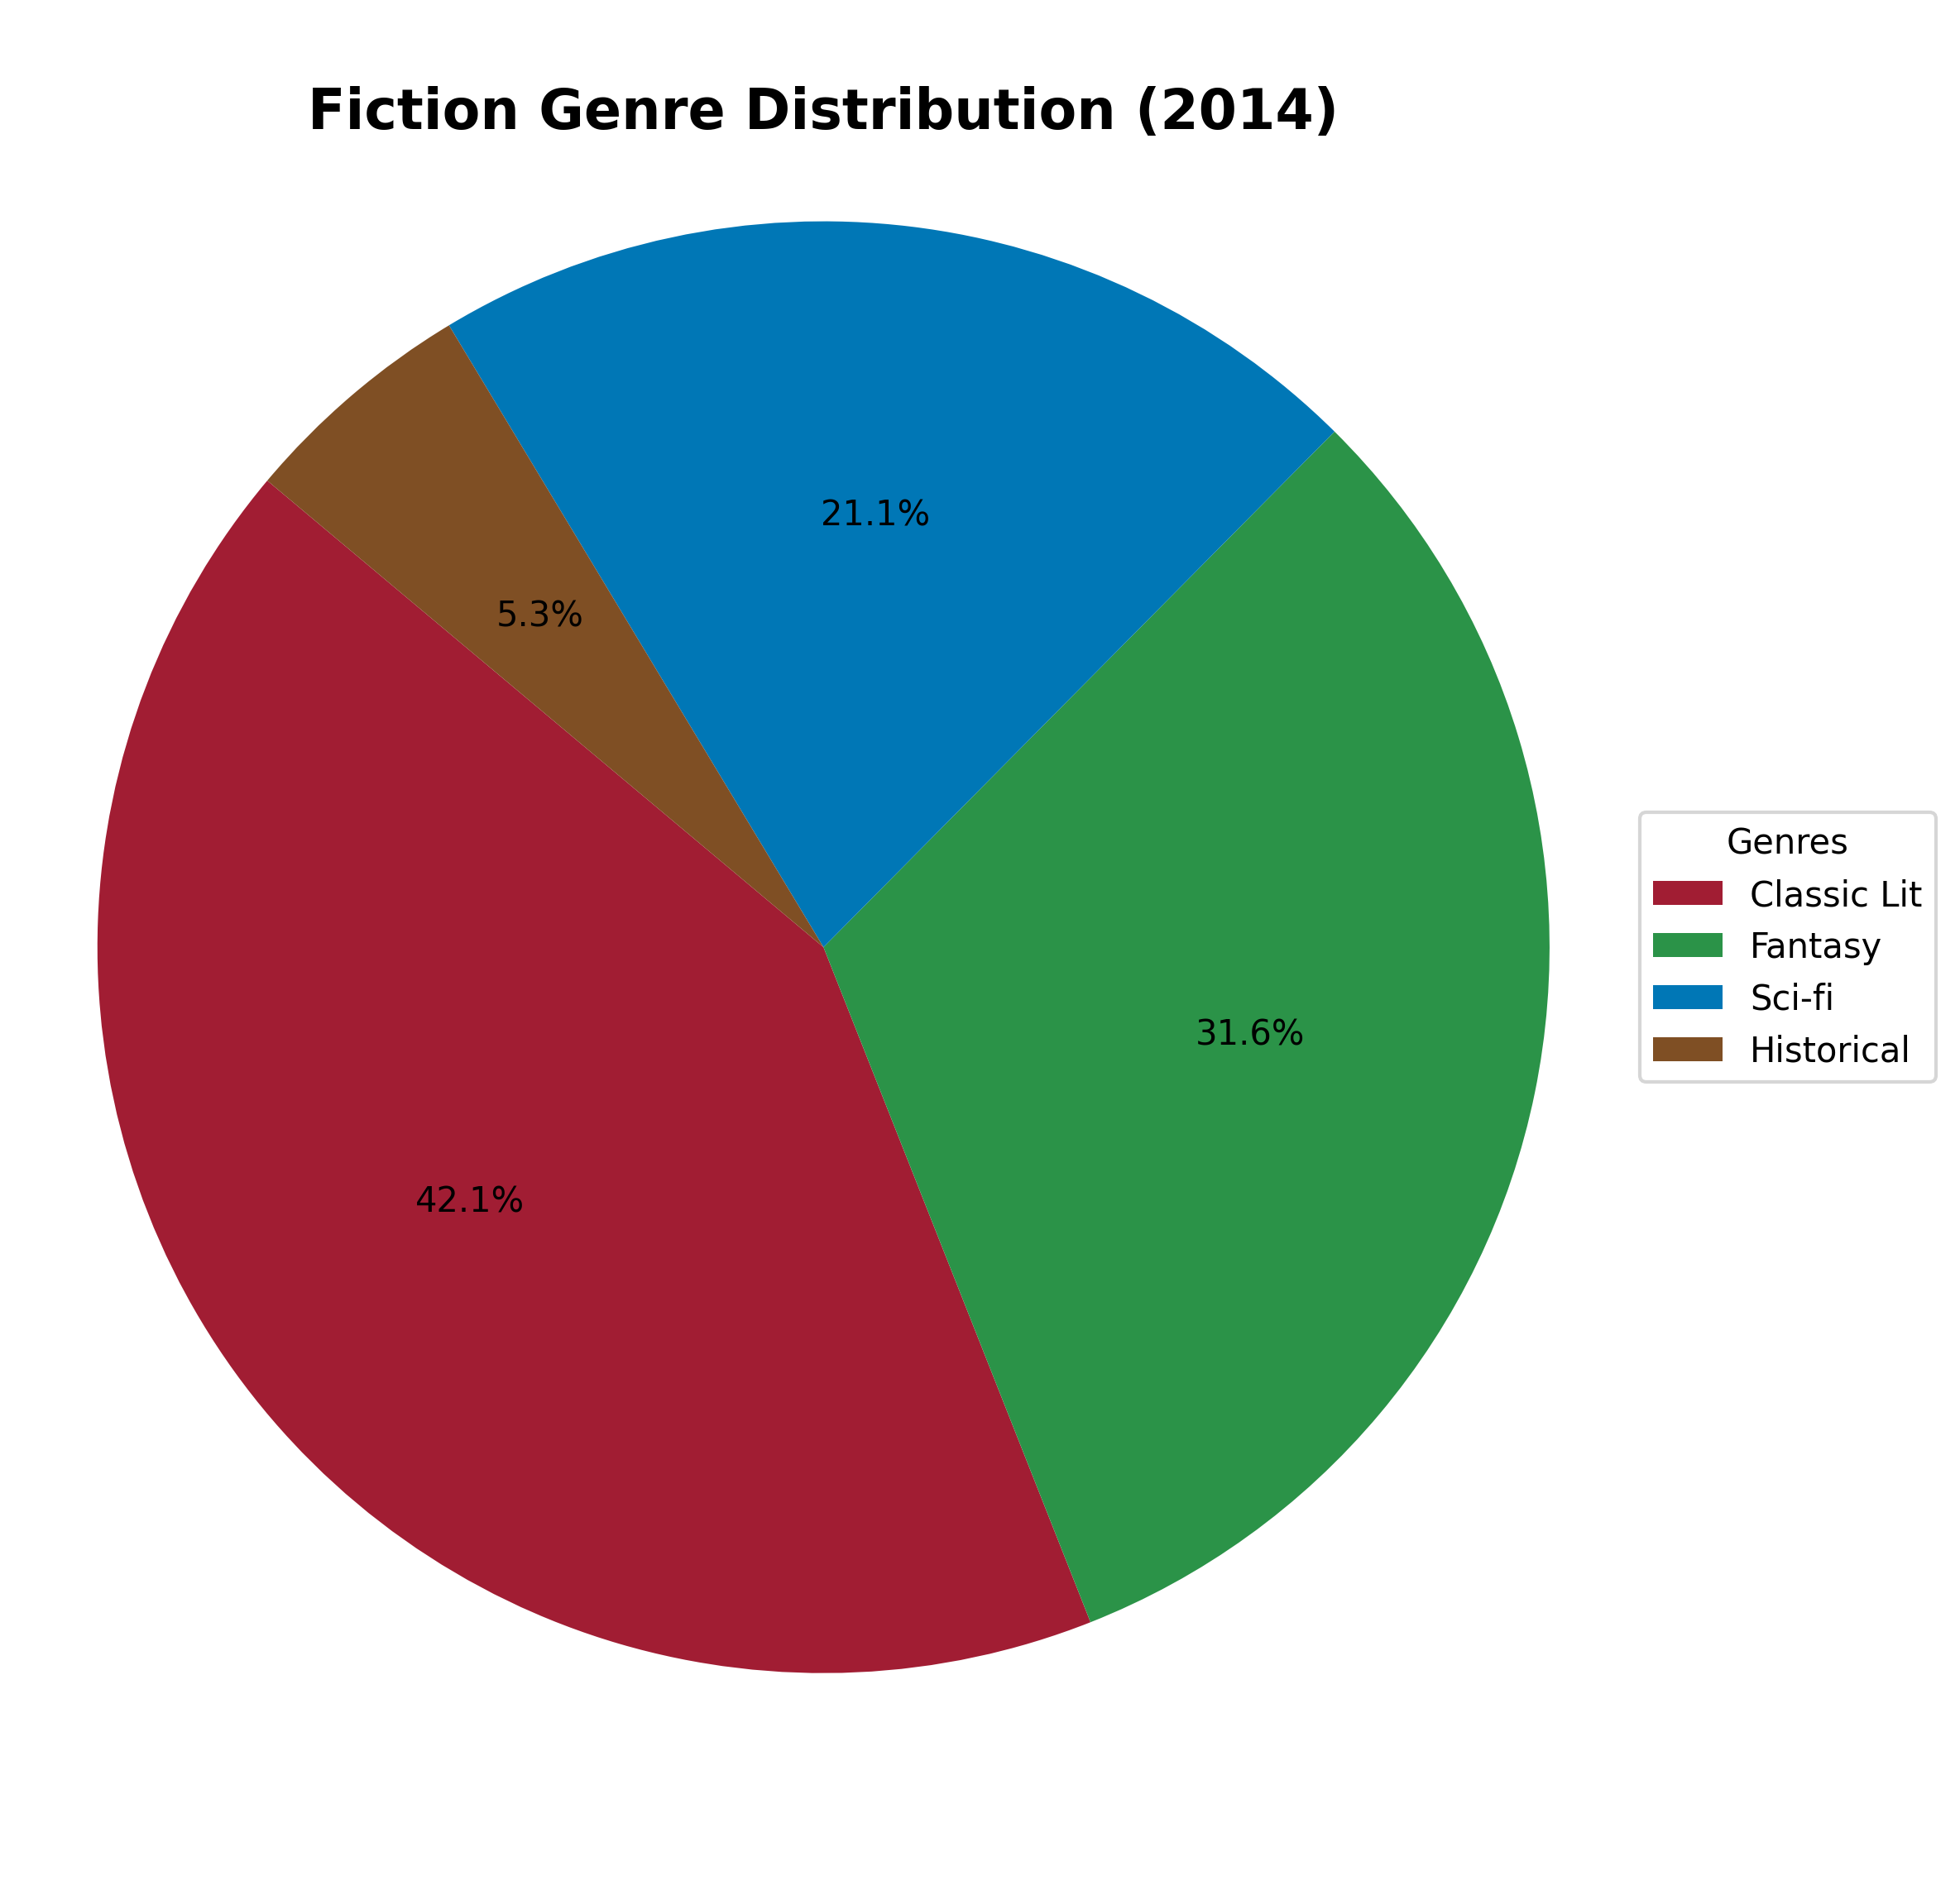 Fiction Genre Distribution (2014)
21.1%
5.3%
31.6%
42.1%
Genres
Classic Lit
Fantasy
Sci-fi
Historical